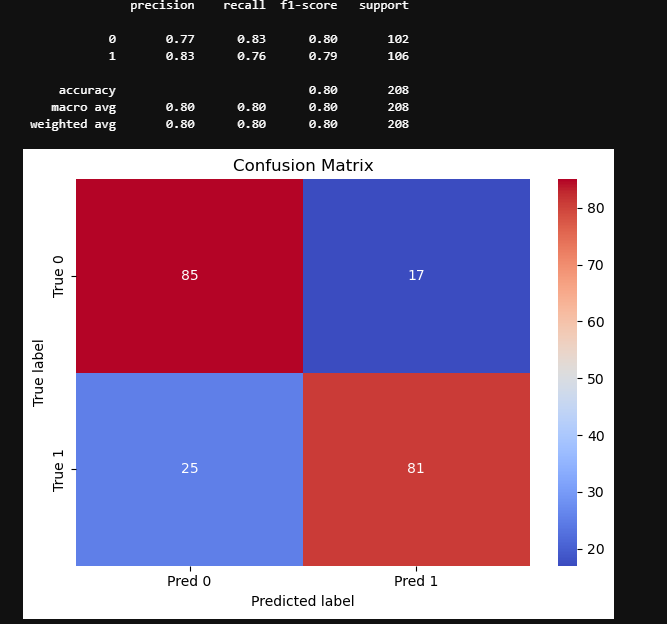 precision recall f1-score support
0 0.77 0.83 0.80 102
1 0.83 0.76 0.79 106
accuracy 0.80 208
macro avg 0.80 0.80 0.80 208
weighted avg 0.80 0.80 0.80 208
Confusion Matrix
True label
True 0
85
17
True 1
25
81
Pred 0
Pred 1
Predicted label
80
70
60
50
40
30
20